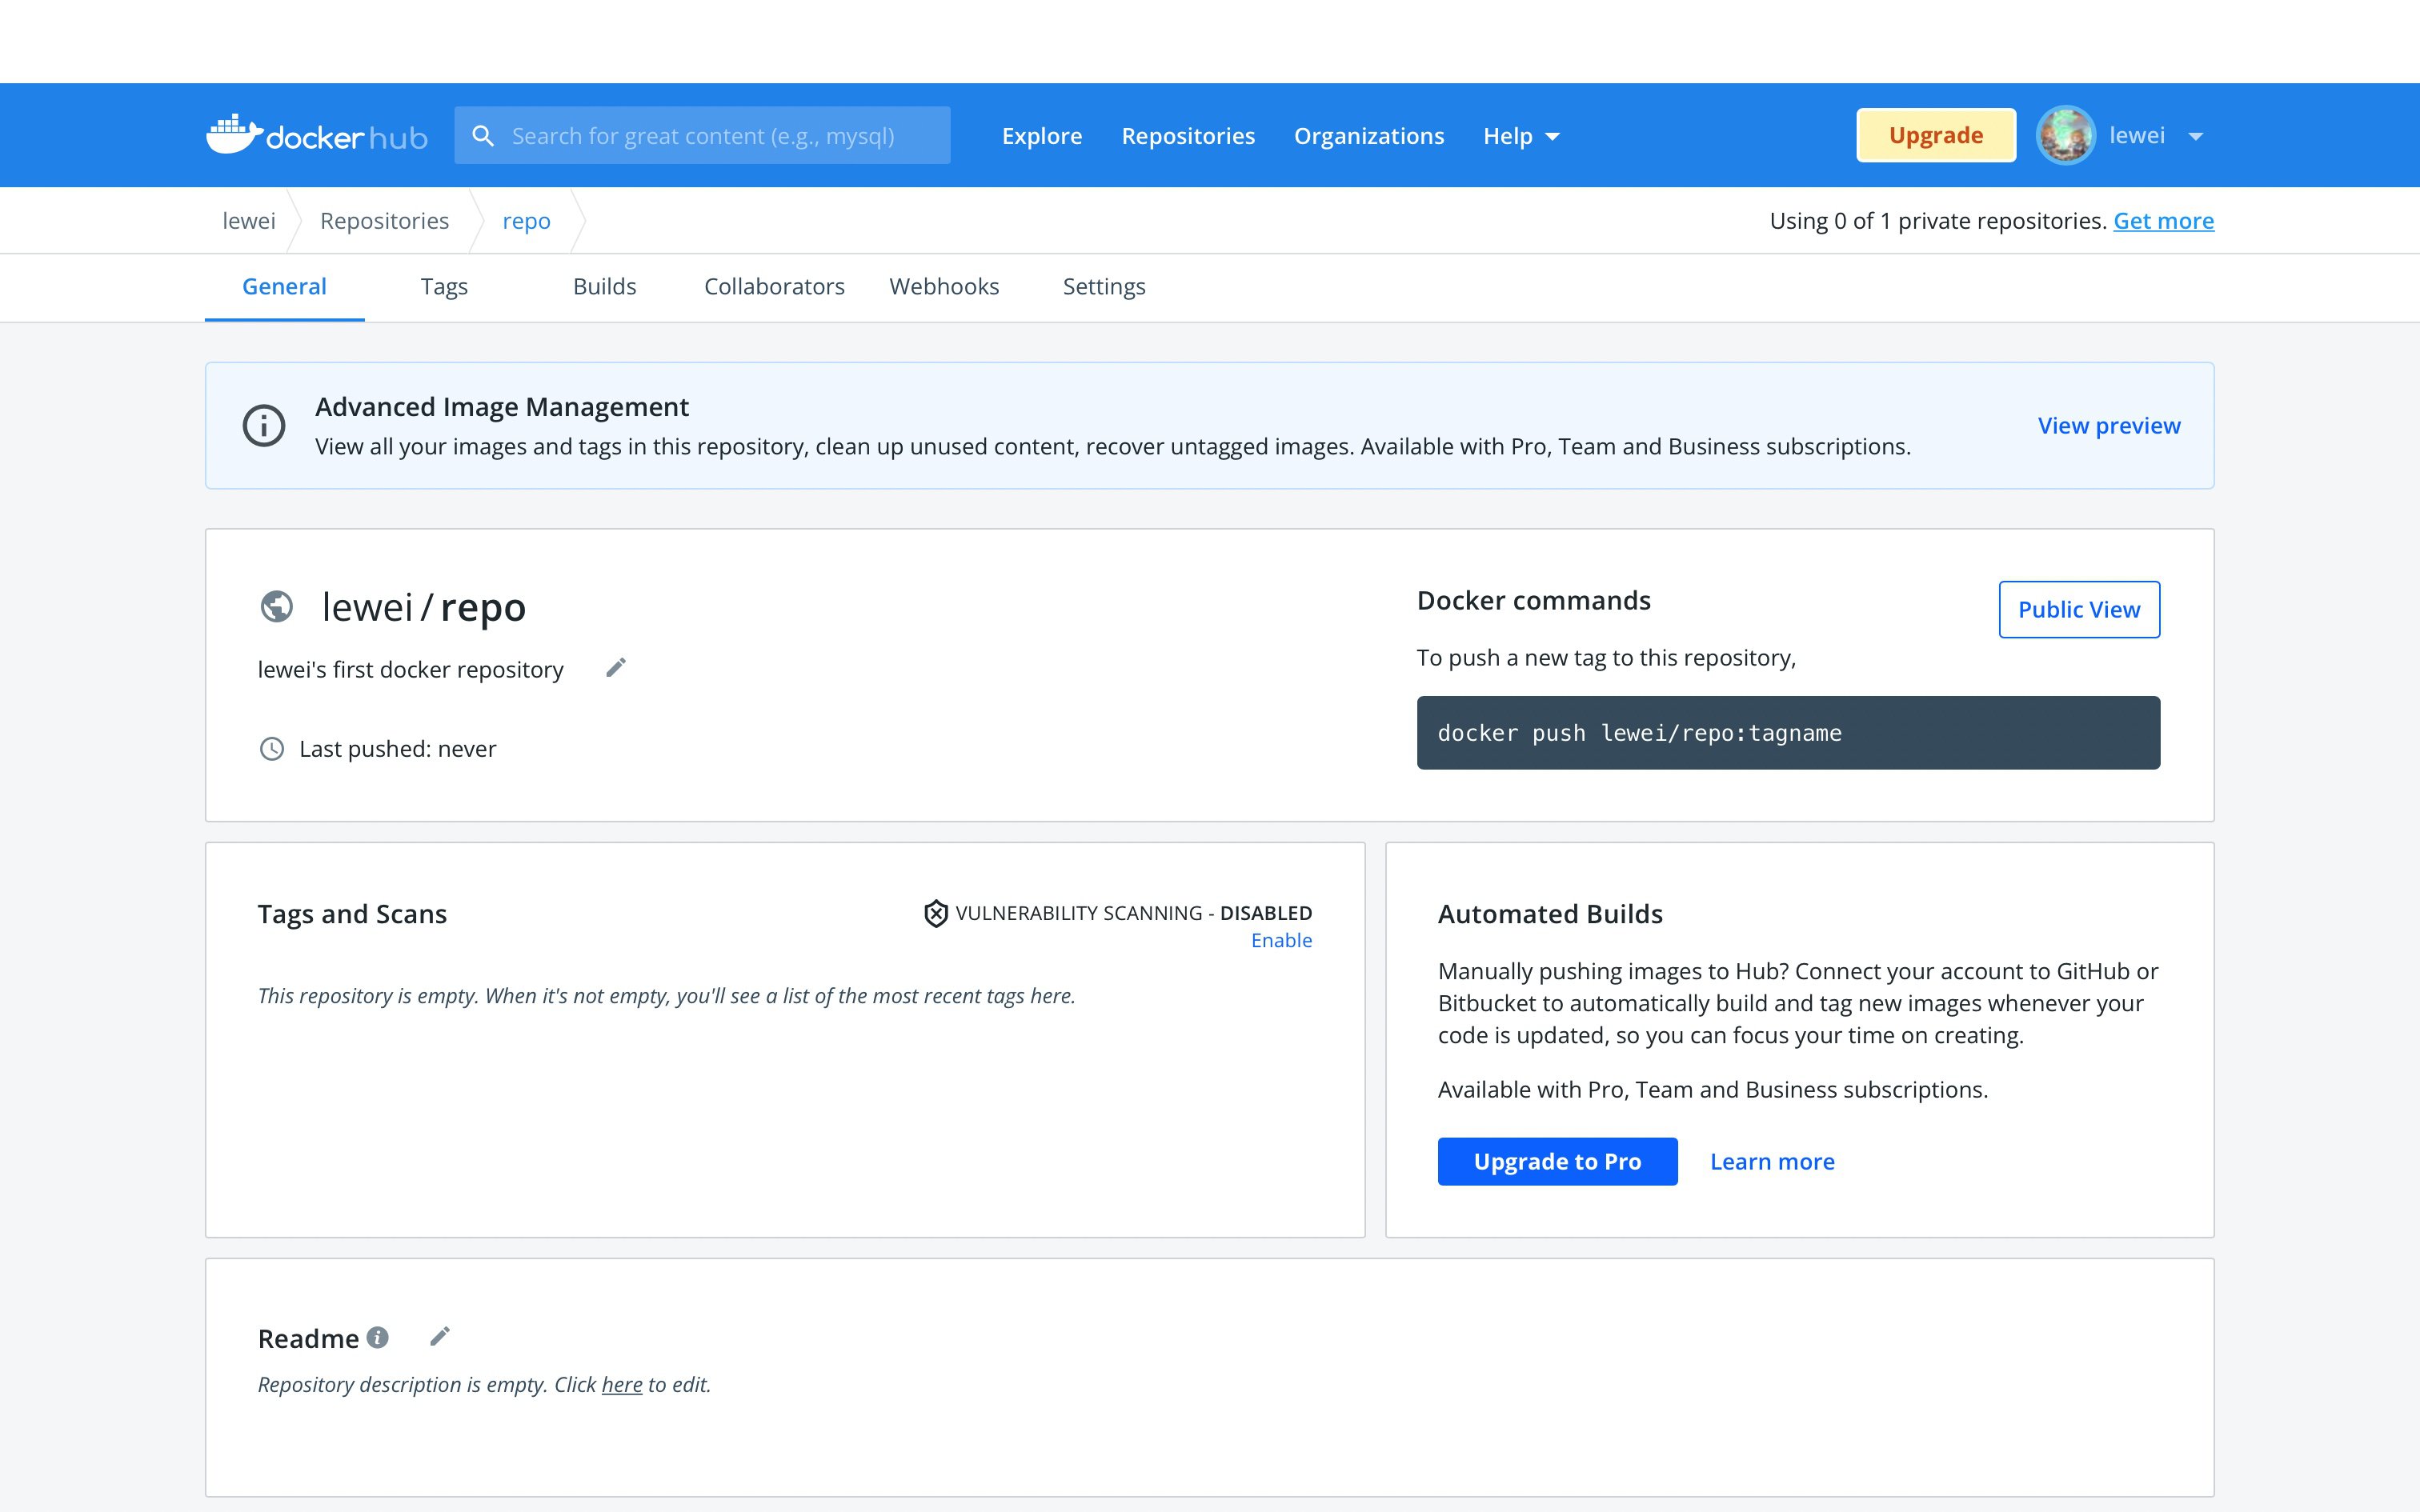 docker hub
Search for great content (e.g., mysql)
Explore
Repositories
Organizations
Help
Upgrade
lewei
lewei
Repositories
repo
Using 0 of 1 private repositories. Get more
General
Tags
Builds
Collaborators
Webhooks
Settings
Advanced Image Management
View all your images and tags in this repository, clean up unused content, recover untagged images. Available with Pro, Team and Business subscriptions.
View preview
lewei / repo
lewei's first docker repository
Last pushed: never
Docker commands
Public View
To push a new tag to this repository,
docker push lewei/repo:tagname
Tags and Scans
VULNERABILITY SCANNING - DISABLED
Enable
This repository is empty. When it's not empty, you'll see a list of the most recent tags here.
Automated Builds
Manually pushing images to Hub? Connect your account to GitHub or
Bitbucket to automatically build and tag new images whenever your
code is updated, so you can focus your time on creating.
Available with Pro, Team and Business subscriptions.
Upgrade to Pro
Learn more
Readme
Repository description is empty. Click here to edit.